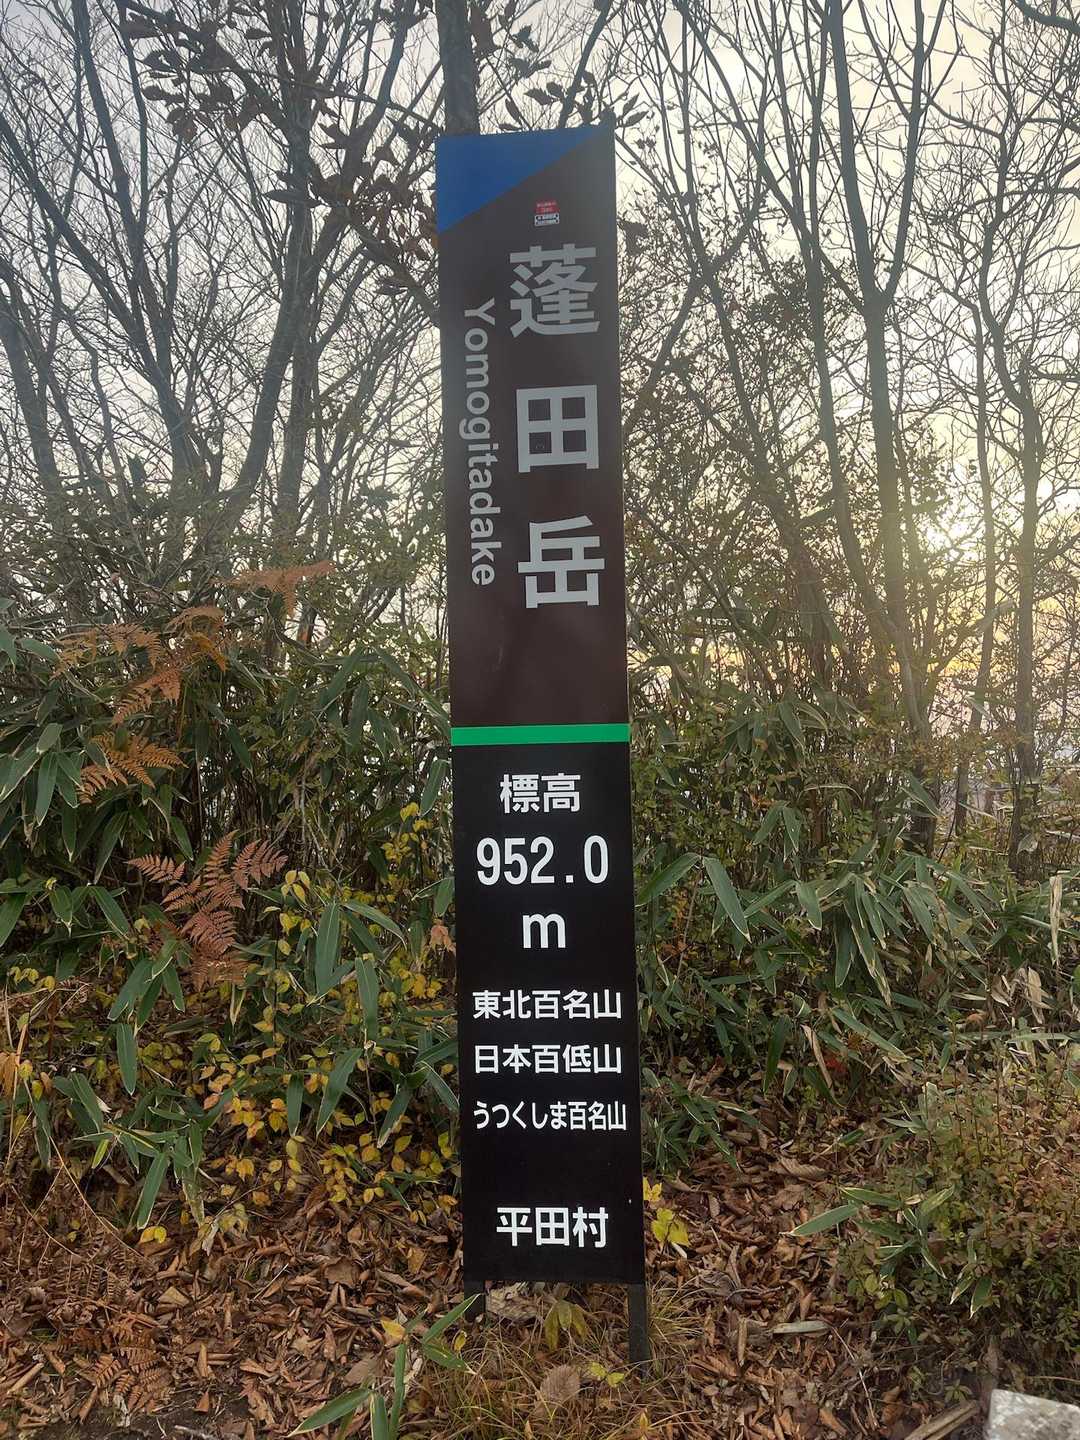 蓬田岳
Yomogitadake
標高
952.0
m
東北百名山
日本百低山
うつくしま百名山
平田村